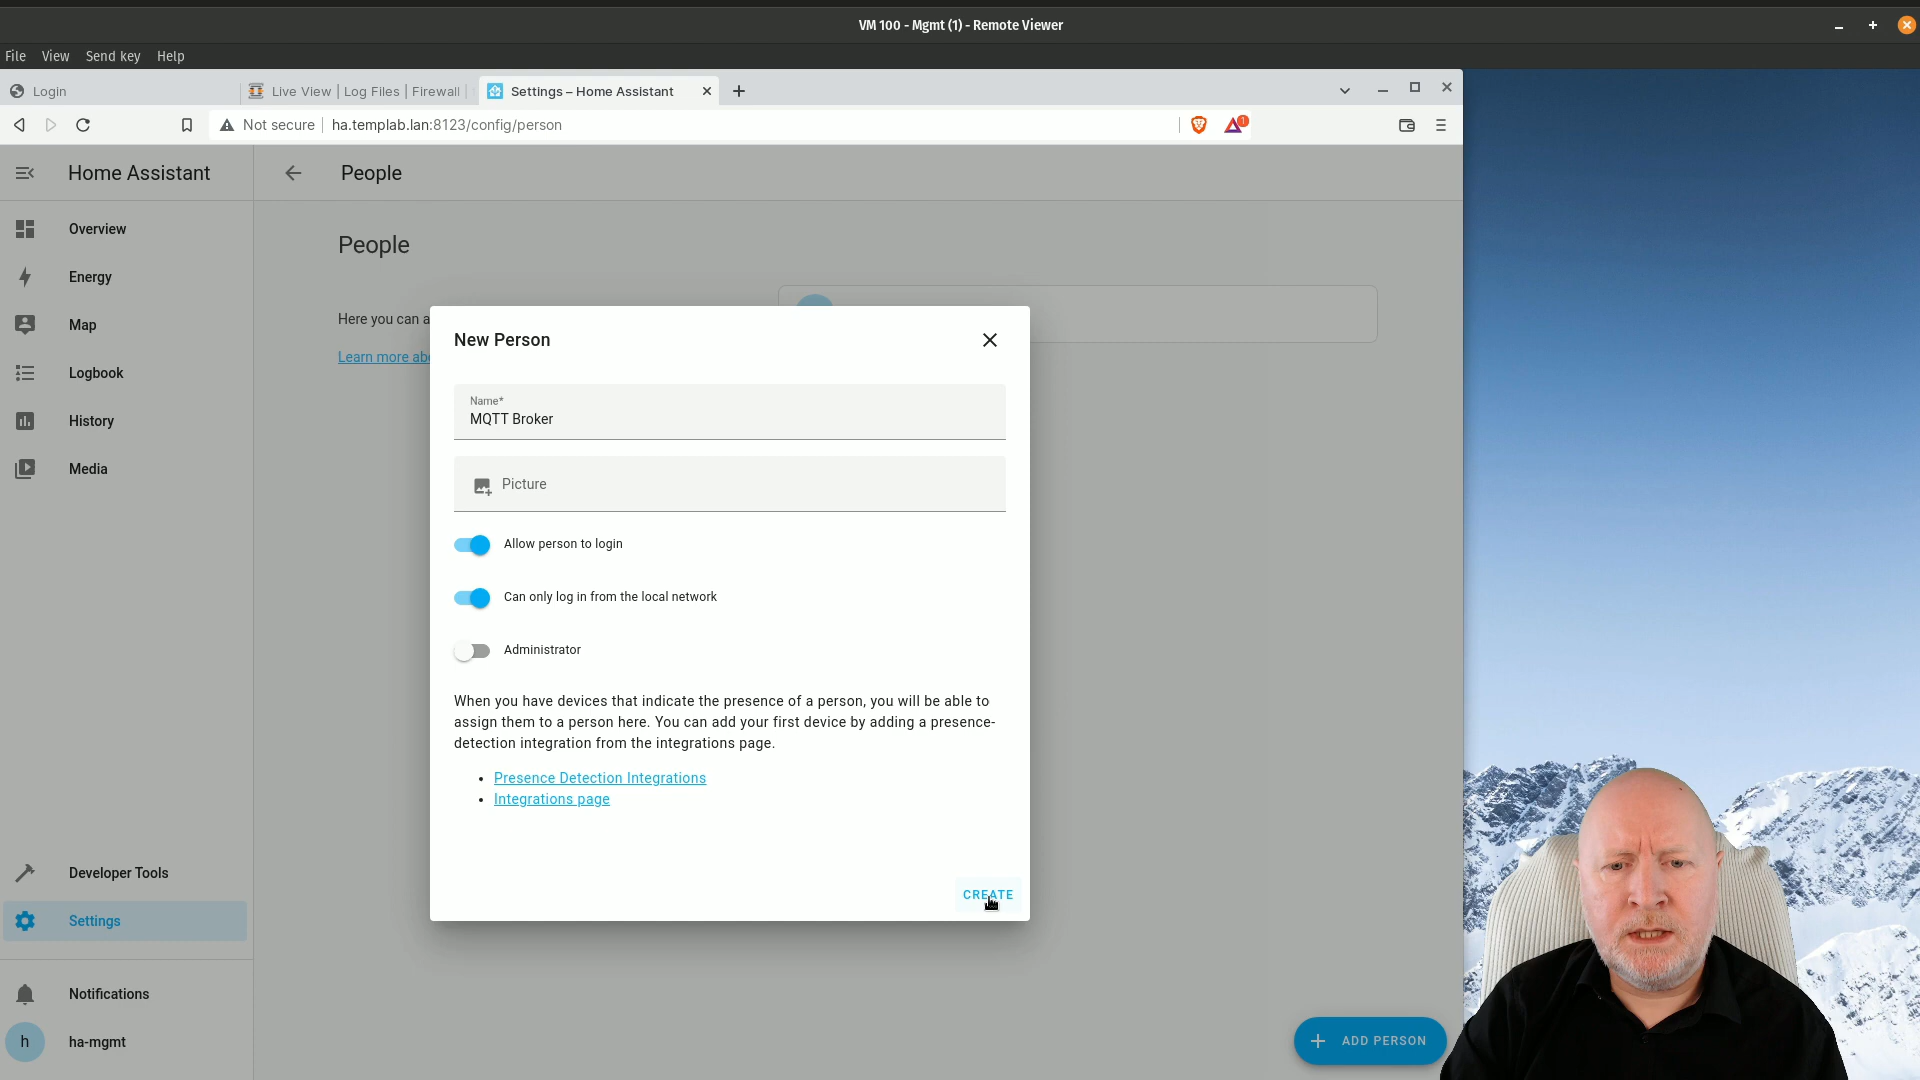 VM 100 - Mgmt (1) - Remote Viewer
File View Send key Help
Login
Live View | Log Files | Firewall |
Settings – Home Assistant
Not secure
ha.templab.lan:8123/config/person
1
Home Assistant
People
Overview
Energy
Map
Logbook
History
Media
Developer Tools
Settings
Notifications
h
ha-mgmt
People
Here you can a
Learn more abo
New Person
Name*
MQTT Broker
Picture
Allow person to login
Can only log in from the local network
Administrator
When you have devices that indicate the presence of a person, you will be able to
assign them to a person here. You can add your first device by adding a presence-
detection integration from the integrations page.
• Presence Detection Integrations
• Integrations page
CREATE
ADD PERSON